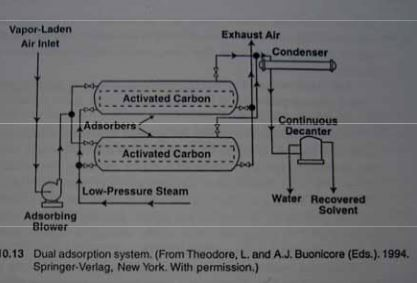 Vapor-Laden
Air Inlet
Exhaust Air
Condenser
Activated Carbon
Adsorbers
Continuous
Decanter
Activated Carbon
Low-Pressure Steam
Water
Recovered
Solvent
Adsorbing
Blower
10.13 Dual adsorption system. (From Theodore, L. and A.J. Buonicore (Eds.). 1994.
Springer-Verlag, New York. With permission.)